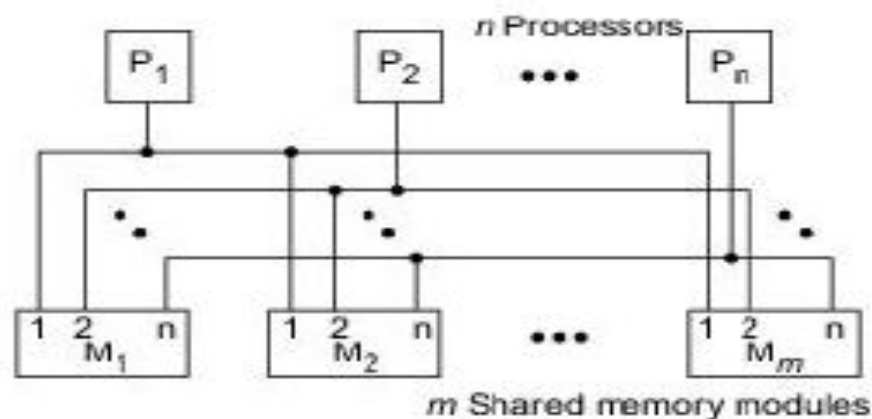 n Processors
P1 P2 ••• Pn
1 2 n 1 2 n 1 2 n
M1 M2 ••• Mm
m Shared memory modules